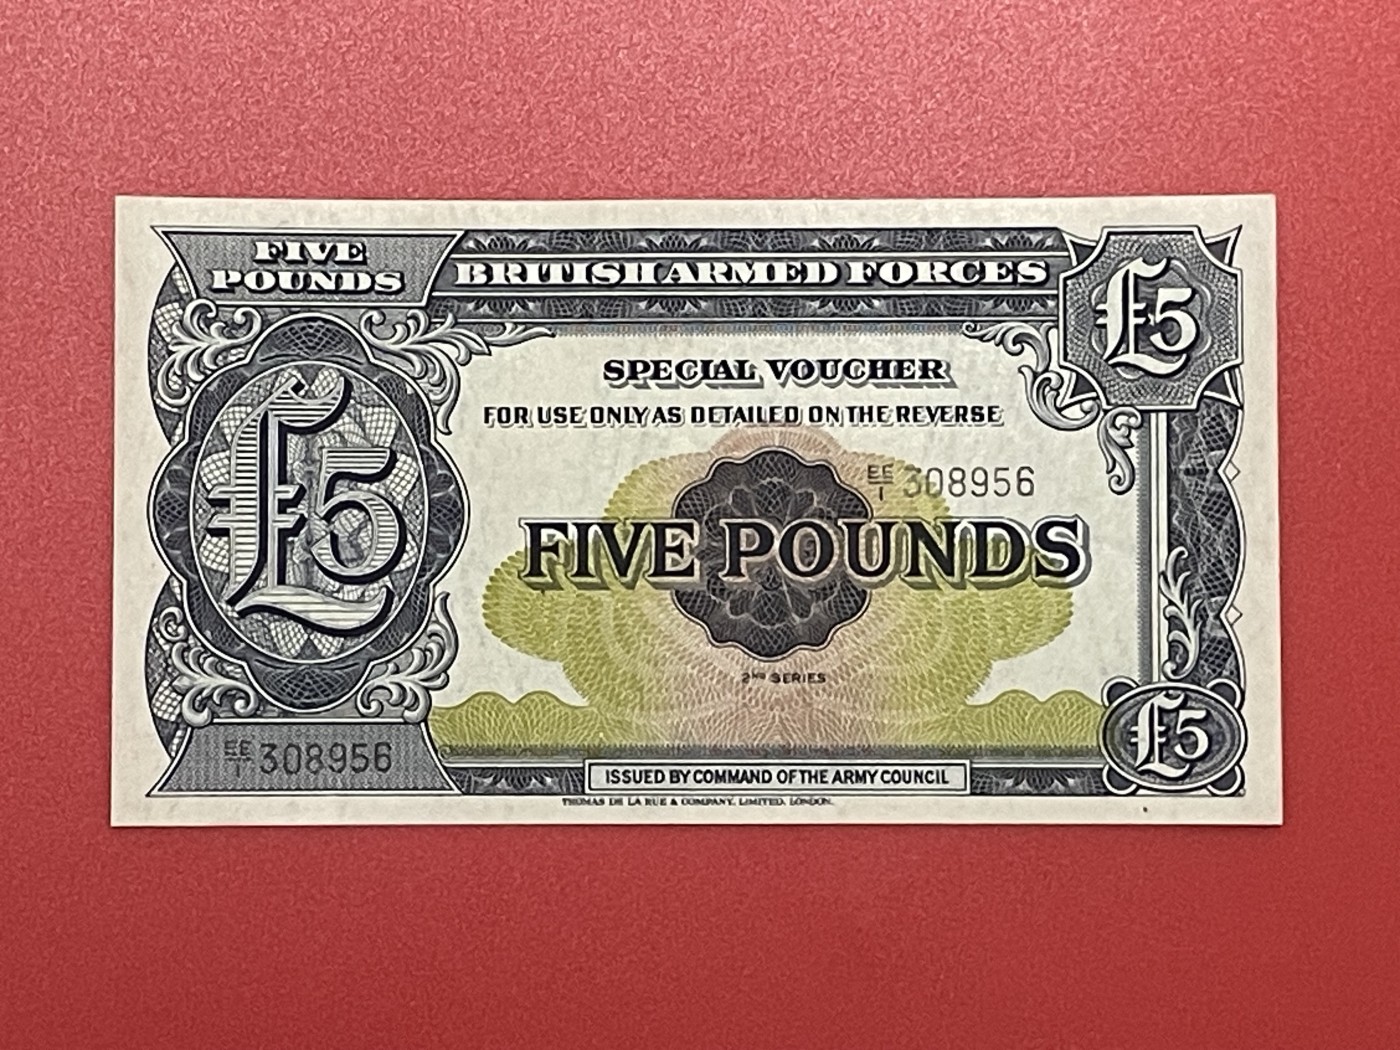 FIVE
POUNDS
BRITISH ARMED FORCES
£5
SPECIAL VOUCHER
FOR USE ONLY AS DETAILED ON THE REVERSE
£5
EE/1 308956
FIVE POUNDS
2ND SERIES
EE/1 308956
£5
ISSUED BY COMMAND OF THE ARMY COUNCIL
THOMAS DE LA RUE & COMPANY, LIMITED, LONDON.